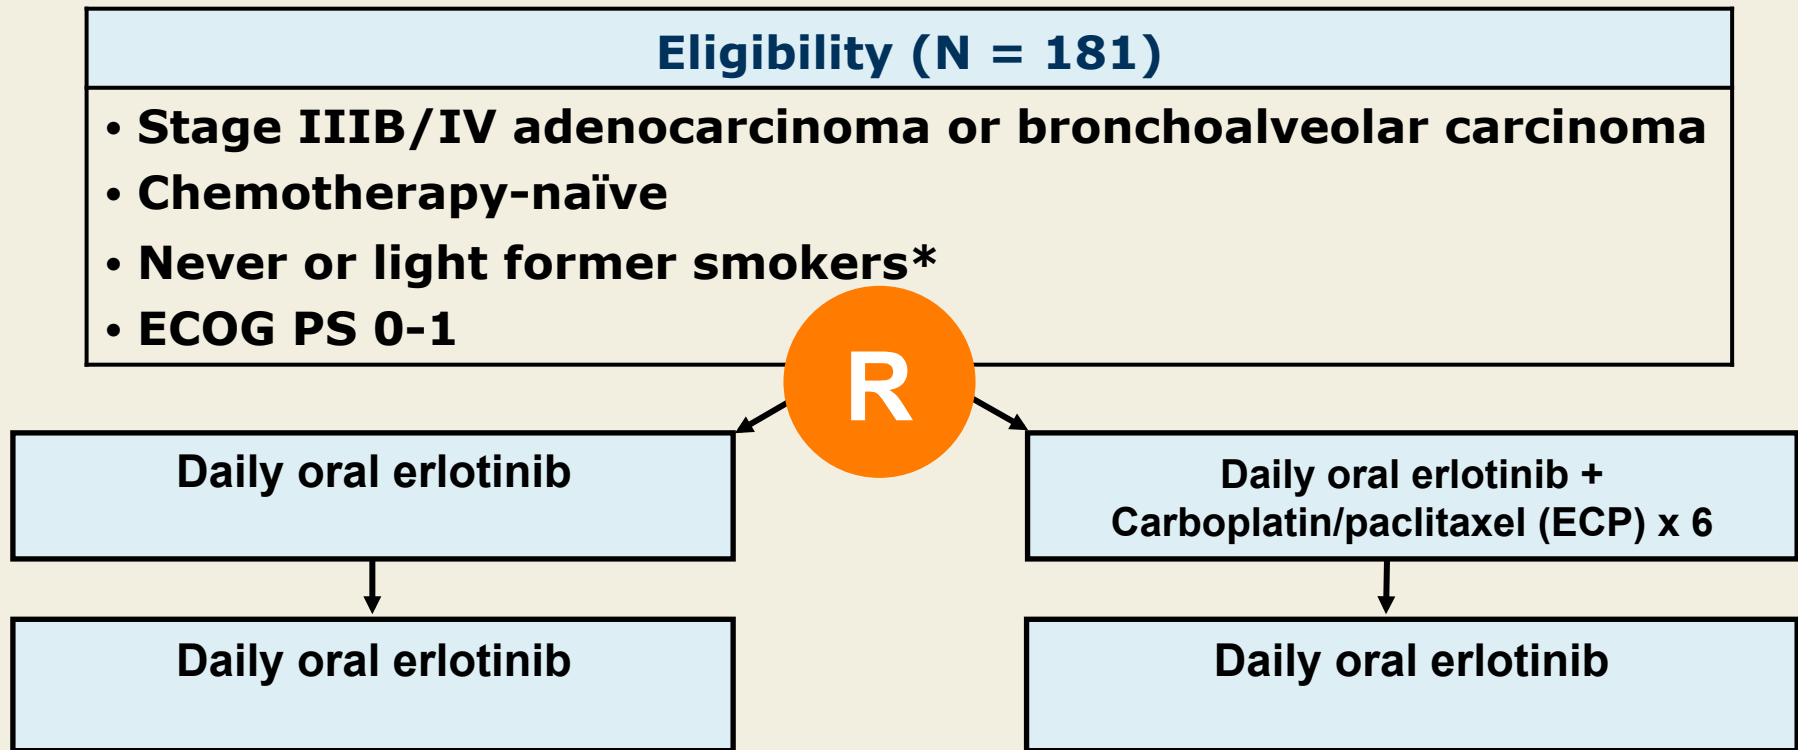 Eligibility (N = 181)
• Stage IIIB/IV adenocarcinoma or bronchoalveolar carcinoma
• Chemotherapy-naïve
• Never or light former smokers*
• ECOG PS 0-1
R
Daily oral erlotinib
Daily oral erlotinib +
Carboplatin/paclitaxel (ECP) x 6
Daily oral erlotinib
Daily oral erlotinib